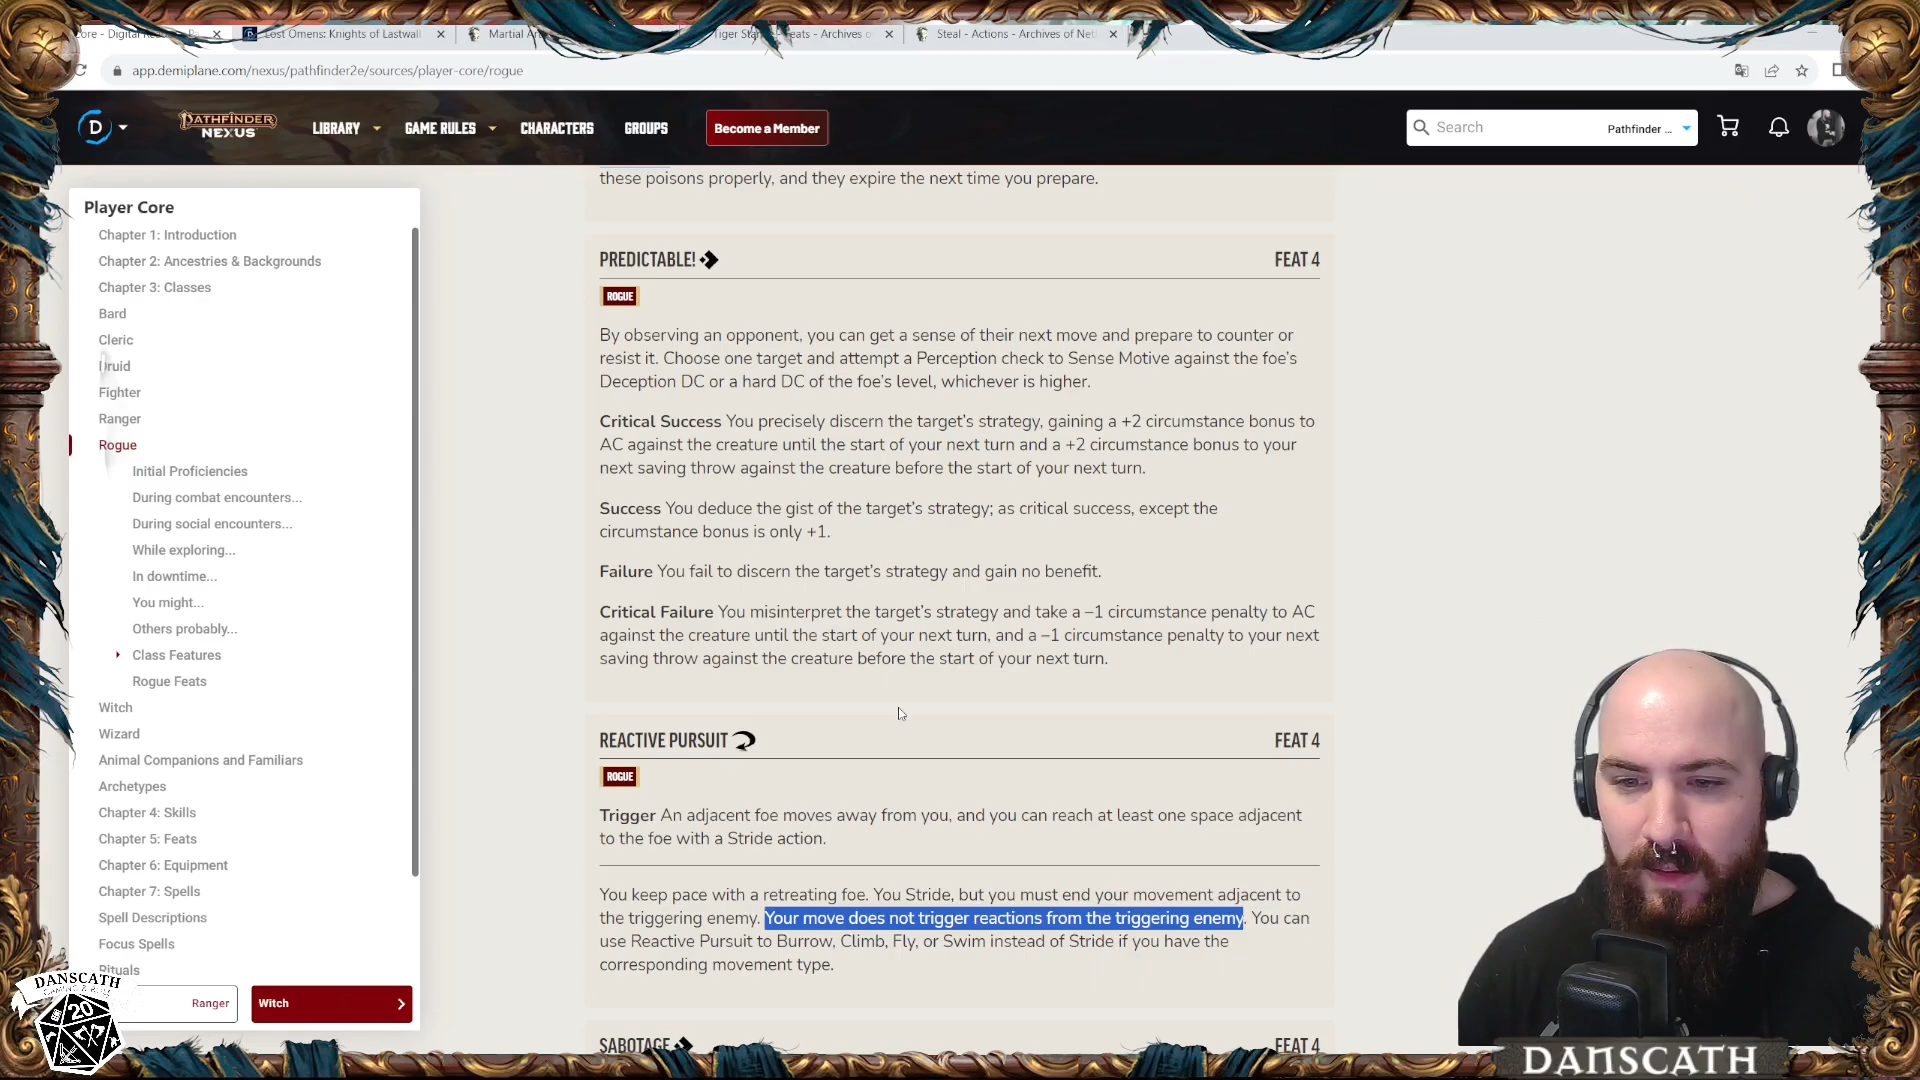 Core - Digital Rea
Lost Omens: Knights of Lastwall
Martial Ar
Tiger Stan
eats - Archives o
Steal - Actions - Archives of Net
app.demiplane.com/nexus/pathfinder2e/sources/player-core/rogue
D
PATHFINDER
NEXUS
LIBRARY
GAME RULES
CHARACTERS
GROUPS
Become a Member
Search
Pathfinder ...
Player Core
Chapter 1: Introduction
Chapter 2: Ancestries & Backgrounds
Chapter 3: Classes
Bard
Cleric
Druid
Fighter
Ranger
Rogue
Initial Proficiencies
During combat encounters...
During social encounters...
While exploring...
In downtime...
You might...
Others probably...
Class Features
Rogue Feats
Witch
Wizard
Animal Companions and Familiars
Archetypes
Chapter 4: Skills
Chapter 5: Feats
Chapter 6: Equipment
Chapter 7: Spells
Spell Descriptions
Focus Spells
Rituals
Ranger
Witch
these poisons properly, and they expire the next time you prepare.
PREDICTABLE! FEAT 4
ROGUE
By observing an opponent, you can get a sense of their next move and prepare to counter or
resist it. Choose one target and attempt a Perception check to Sense Motive against the foe's
Deception DC or a hard DC of the foe's level, whichever is higher.
Critical Success You precisely discern the target's strategy, gaining a +2 circumstance bonus to
AC against the creature until the start of your next turn and a +2 circumstance bonus to your
next saving throw against the creature before the start of your next turn.
Success You deduce the gist of the target's strategy; as critical success, except the
circumstance bonus is only +1.
Failure You fail to discern the target's strategy and gain no benefit.
Critical Failure You misinterpret the target's strategy and take a –1 circumstance penalty to AC
against the creature until the start of your next turn, and a –1 circumstance penalty to your next
saving throw against the creature before the start of your next turn.
REACTIVE PURSUIT FEAT 4
ROGUE
Trigger An adjacent foe moves away from you, and you can reach at least one space adjacent
to the foe with a Stride action.
You keep pace with a retreating foe. You Stride, but you must end your movement adjacent to
the triggering enemy. Your move does not trigger reactions from the triggering enemy. You can
use Reactive Pursuit to Burrow, Climb, Fly, or Swim instead of Stride if you have the
corresponding movement type.
SABOTAGE FEAT 4
DANSCATH
GAMING &
20
DANSCATH